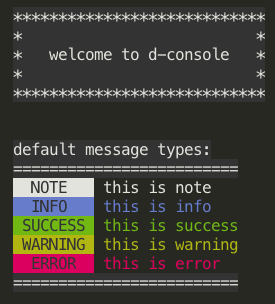 ****************************
*                          *
*   welcome to d-console   *
*                          *
****************************
default message types:
=========================
NOTE this is note
INFO this is info
SUCCESS this is success
WARNING this is warning
ERROR this is error
=========================